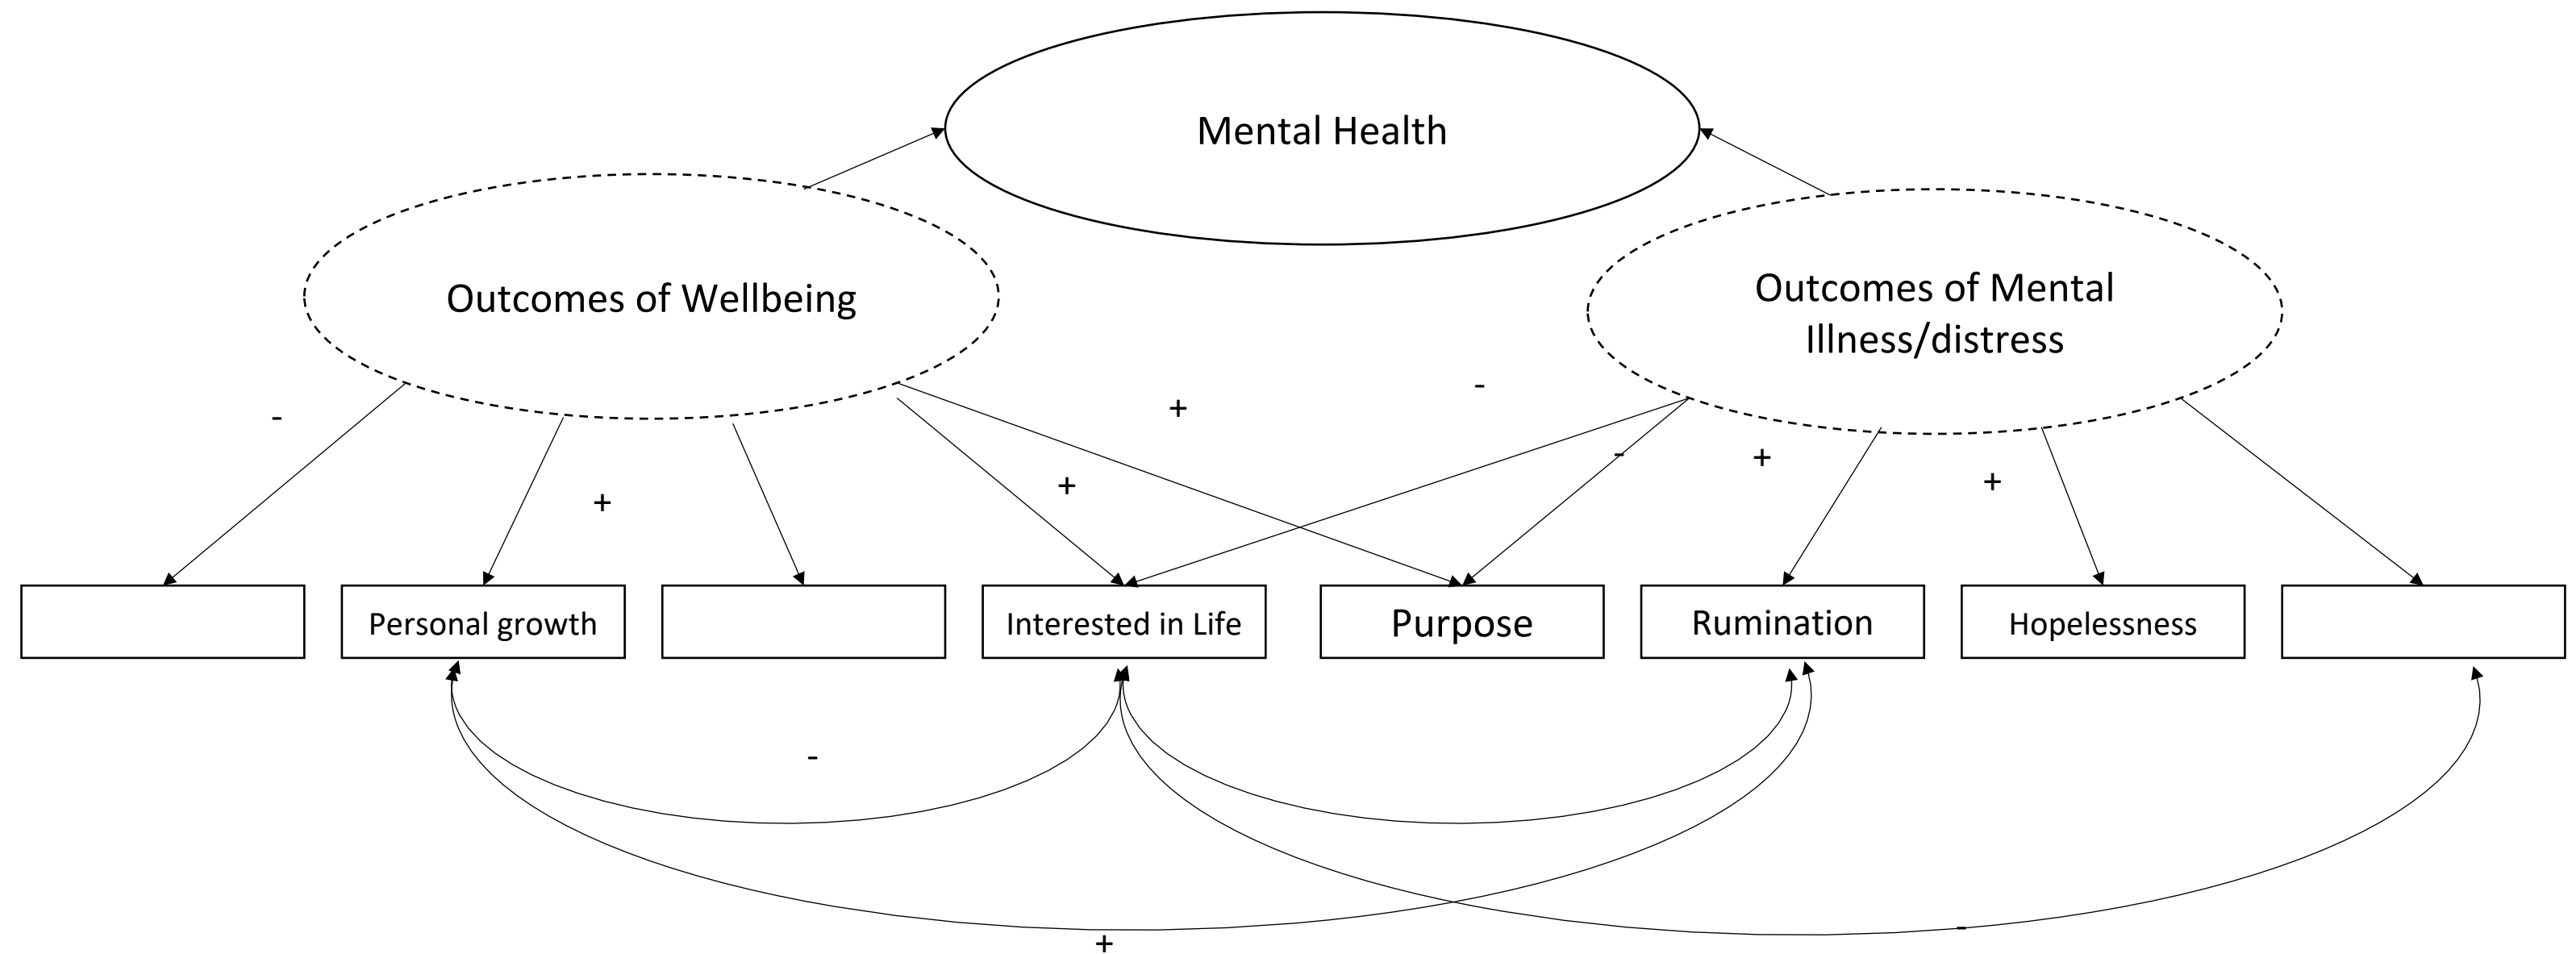 Mental Health
Outcomes of Wellbeing
Outcomes of Mental
Illness/distress
-
+
-
+
-
+
+
+
+
Personal growth
Interested in Life
Purpose
Rumination
Hopelessness
-
-
+